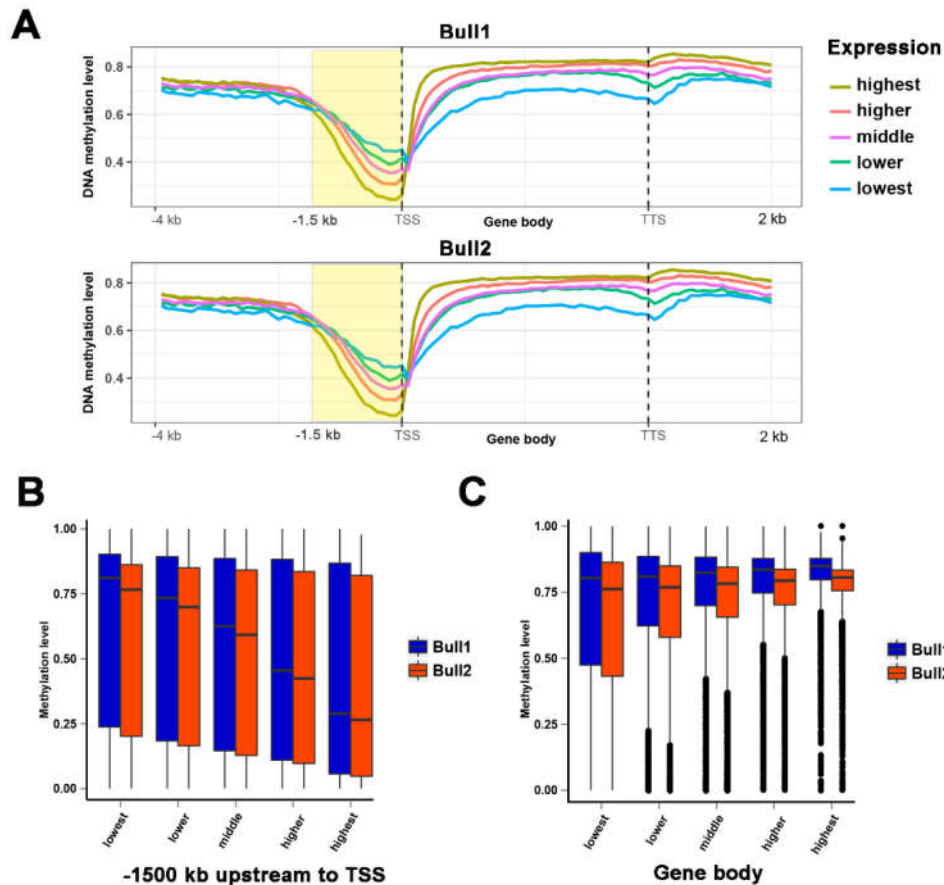 A
Bull1
DNA methylation level
0.8
0.6
0.4
-4 kb
-1.5 kb
TSS
Gene body
TTS
2 kb
Expression
highest
higher
middle
lower
lowest
Bull2
DNA methylation level
0.8
0.6
0.4
-4 kb
-1.5 kb
TSS
Gene body
TTS
2 kb
B
Methylation level
1.00
0.75
0.50
0.25
0.00
lowest
lower
middle
higher
highest
-1500 kb upstream to TSS
Bull1
Bull2
C
Methylation level
1.00
0.75
0.50
0.25
0.00
lowest
lower
middle
higher
highest
Gene body
Bull1
Bull2